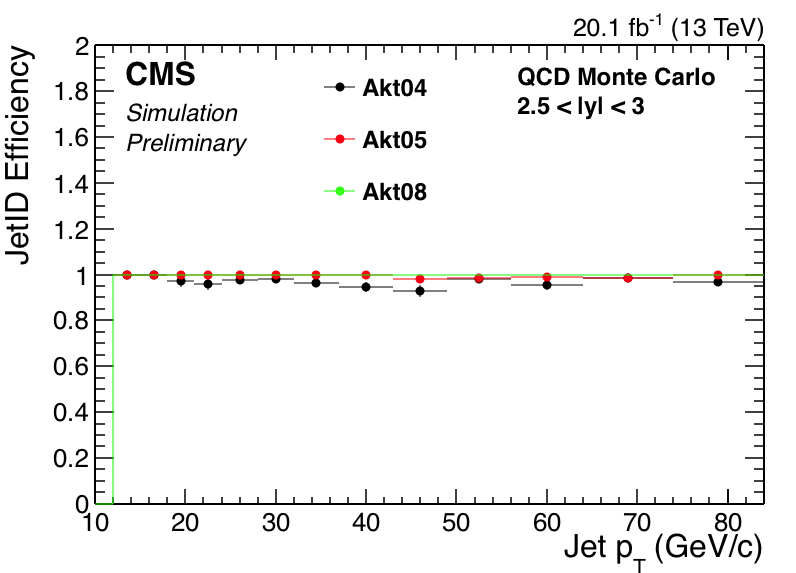 20.1 fb⁻¹ (13 TeV)
CMS
Simulation
Preliminary
Akt04
Akt05
Akt08
QCD Monte Carlo
2.5 < |y| < 3
JetID Efficiency
2
1.8
1.6
1.4
1.2
1
0.8
0.6
0.4
0.2
0
10 20 30 40 50 60 70 80
Jet p_T (GeV/c)